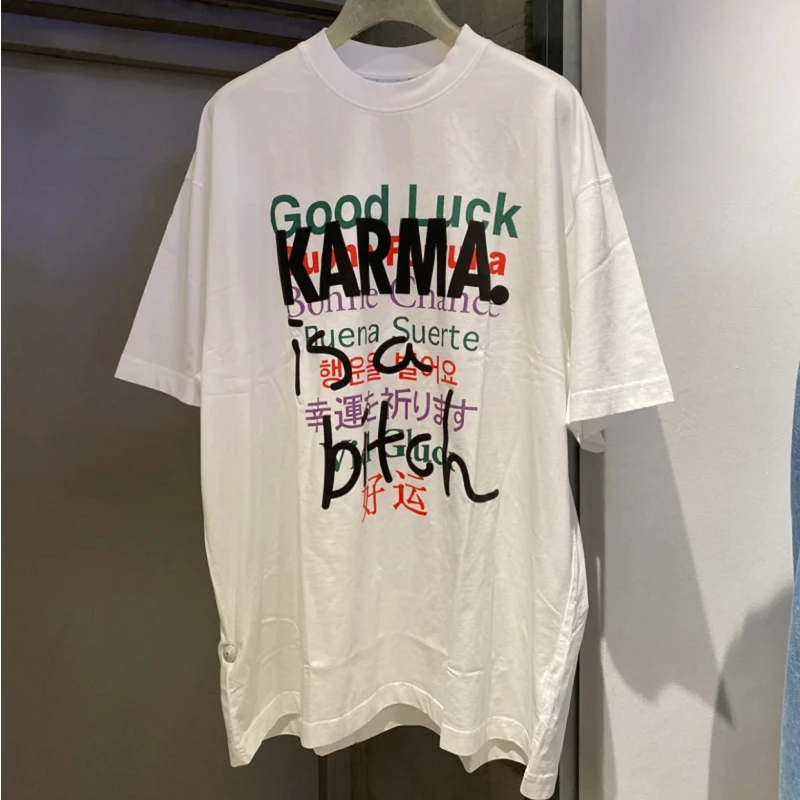 Good Luck
KARMA.
Bonne Chance
is a
Buena Suerte
행운을 빌어요
幸運を祈ります
bitch
好运